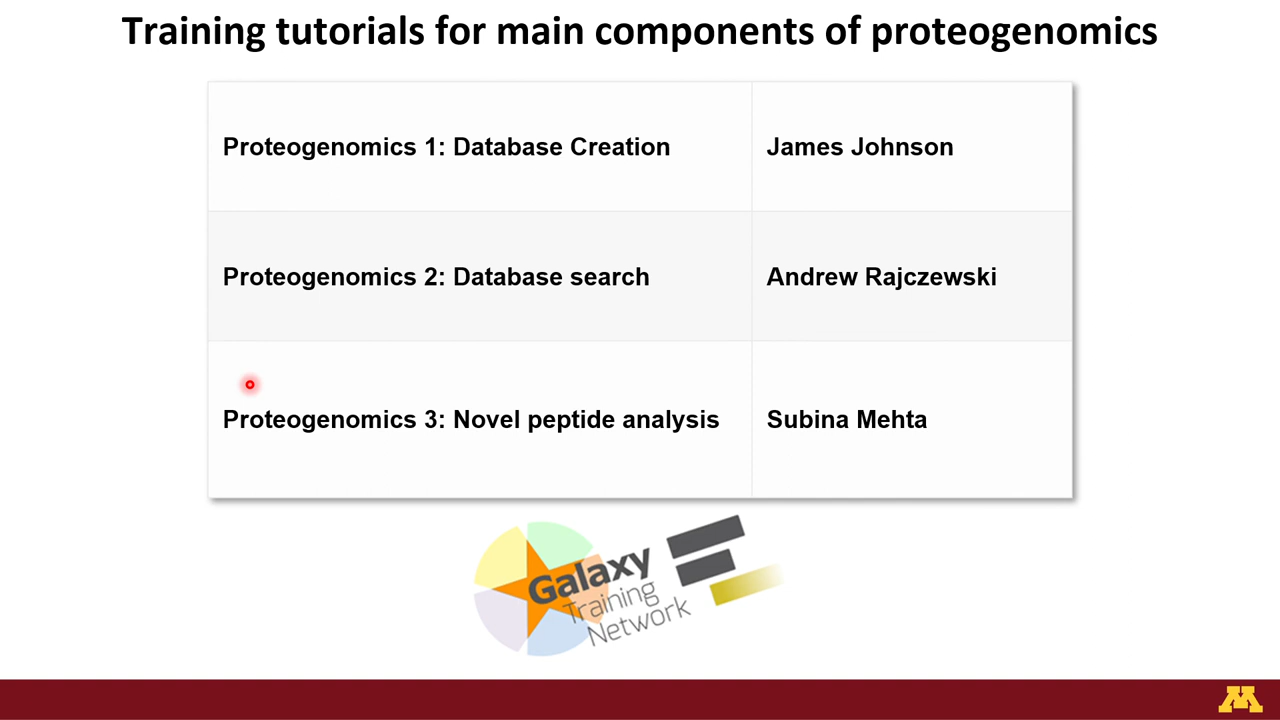 Training tutorials for main components of proteogenomics
Proteogenomics 1: Database Creation
James Johnson
Proteogenomics 2: Database search
Andrew Rajczewski
Proteogenomics 3: Novel peptide analysis
Subina Mehta
Galaxy
Training
Network
M